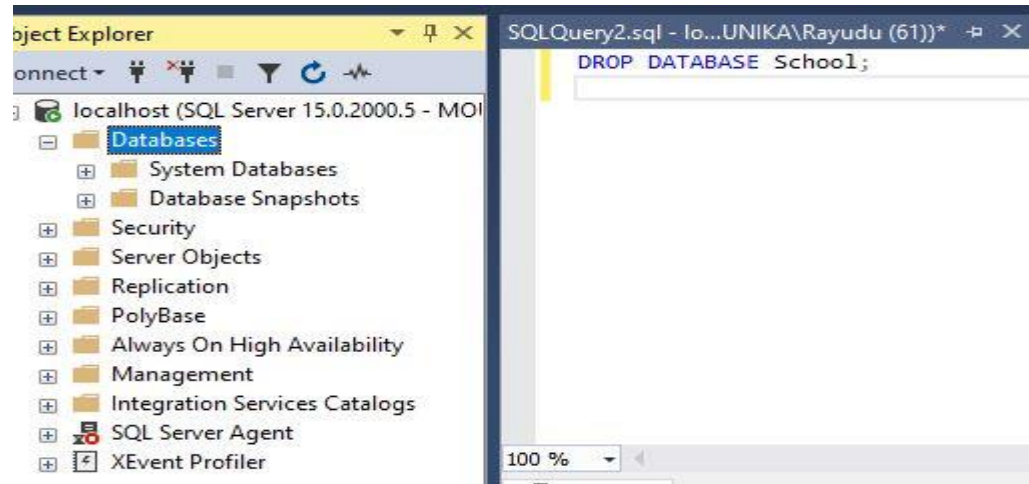 bject Explorer
onnect
localhost (SQL Server 15.0.2000.5 - MO
Databases
System Databases
Database Snapshots
Security
Server Objects
Replication
PolyBase
Always On High Availability
Management
Integration Services Catalogs
SQL Server Agent
XEvent Profiler
SQLQuery2.sql - lo...UNIKA\Rayudu (61))*
DROP DATABASE School;
100 %